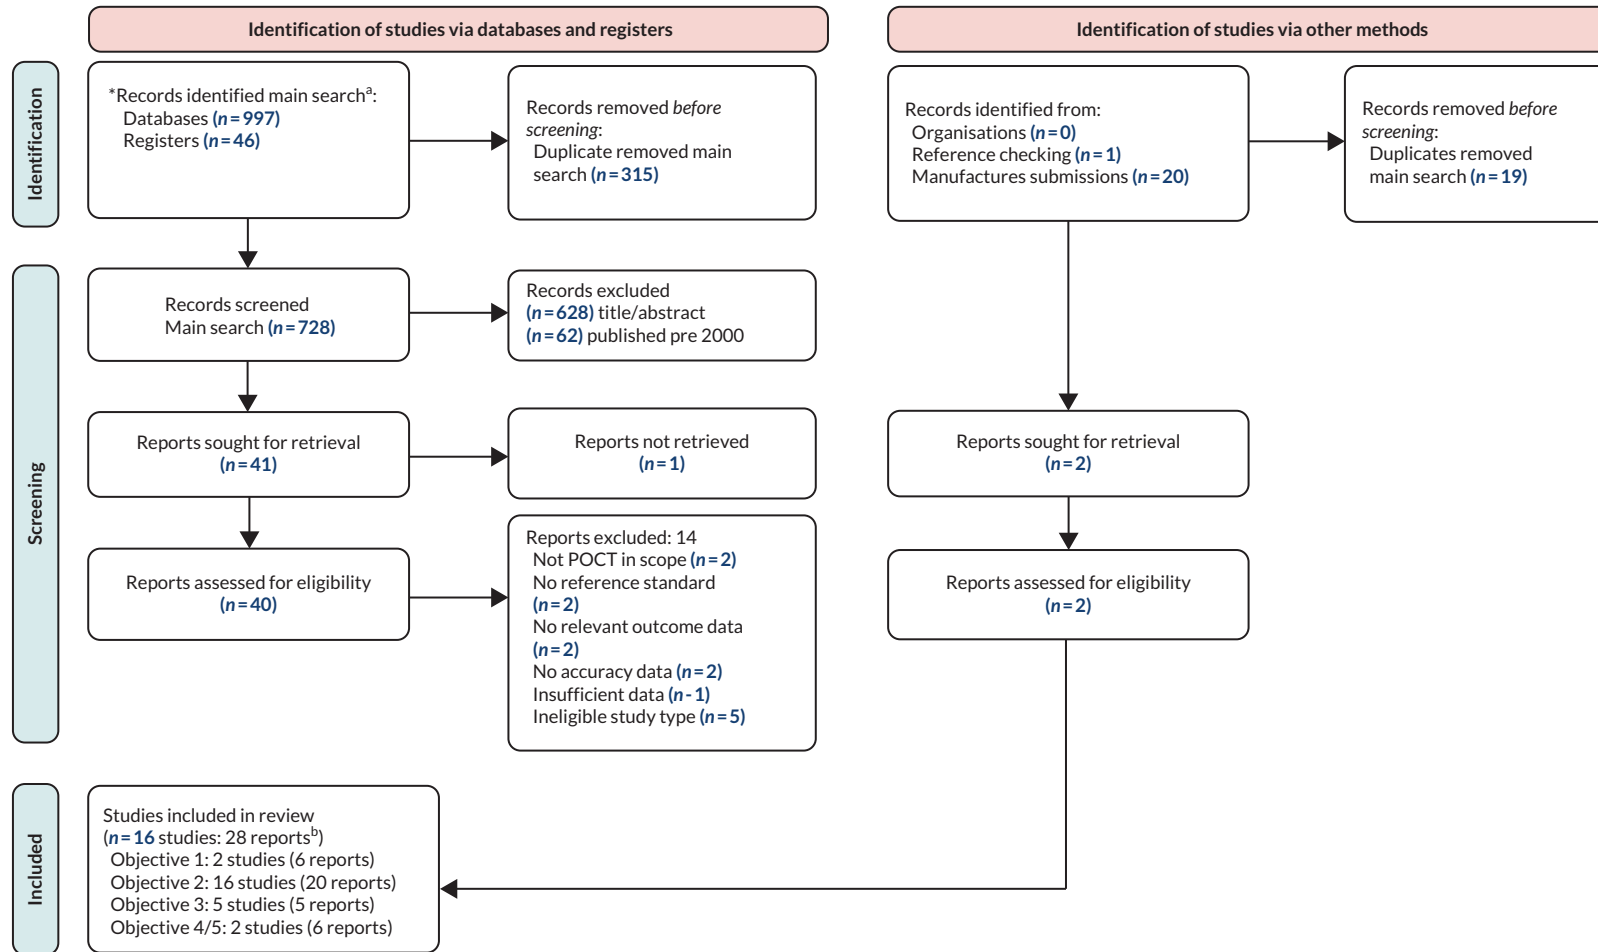 Identification of studies via databases and registers
Identification of studies via other methods
Identification
*Records identified main searchᵃ:
Databases (n=997)
Registers (n=46)
Records removed before
screening:
Duplicate removed main
search (n=315)
Records identified from:
Organisations (n=0)
Reference checking (n=1)
Manufactures submissions (n=20)
Records removed before
screening:
Duplicates removed
main search (n=19)
Screening
Records screened
Main search (n=728)
Records excluded
(n=628) title/abstract
(n=62) published pre 2000
Reports sought for retrieval
(n=41)
Reports not retrieved
(n=1)
Reports sought for retrieval
(n=2)
Reports assessed for eligibility
(n=40)
Reports excluded: 14
Not POCT in scope (n=2)
No reference standard
(n=2)
No relevant outcome data
(n=2)
No accuracy data (n=2)
Insufficient data (n-1)
Ineligible study type (n=5)
Reports assessed for eligibility
(n=2)
Included
Studies included in review
(n=16 studies: 28 reportsᵇ)
Objective 1: 2 studies (6 reports)
Objective 2: 16 studies (20 reports)
Objective 3: 5 studies (5 reports)
Objective 4/5: 2 studies (6 reports)